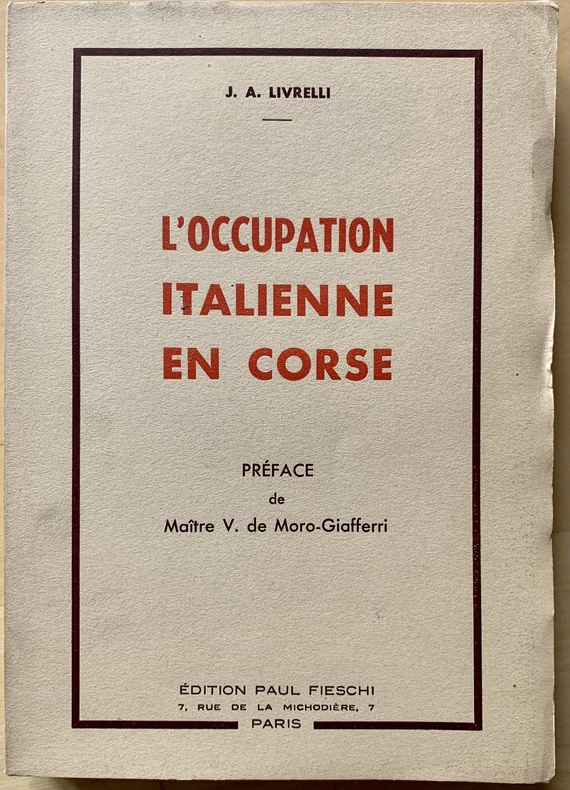 J. A. LIVRELLI
L'OCCUPATION
ITALIENNE
EN CORSE
PRÉFACE
de
Maître V. de Moro-Giafferri
ÉDITION PAUL FIESCHI
7, RUE DE LA MICHODIÈRE, 7
PARIS